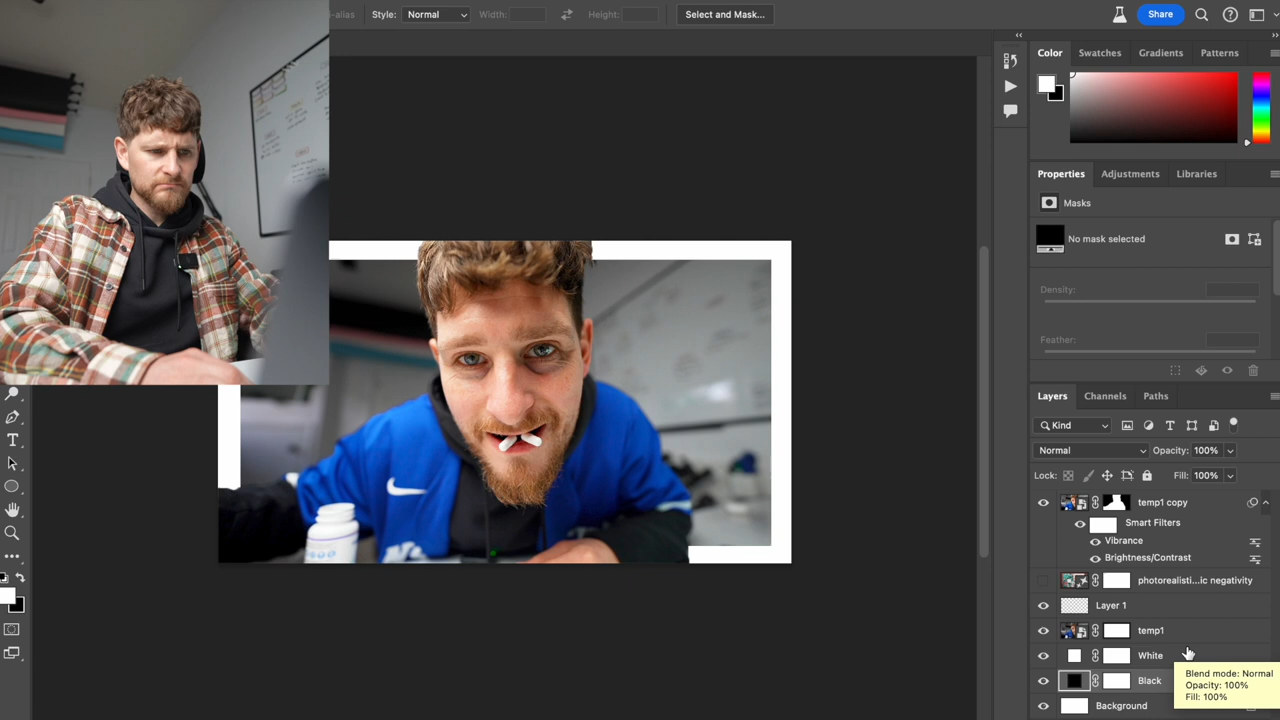 -alias
Style:
Normal
Width:
Height:
Select and Mask...
Share
Color
Swatches
Gradients
Patterns
Properties
Adjustments
Libraries
Masks
No mask selected
Density:
Feather:
Layers
Channels
Paths
Kind
Normal
Opacity: 100%
Lock:
Fill: 100%
temp1 copy
Smart Filters
Vibrance
Brightness/Contrast
photorealisti...ic negativity
Layer 1
temp1
White
Black
Background
Blend mode: Normal
Opacity: 100%
Fill: 100%